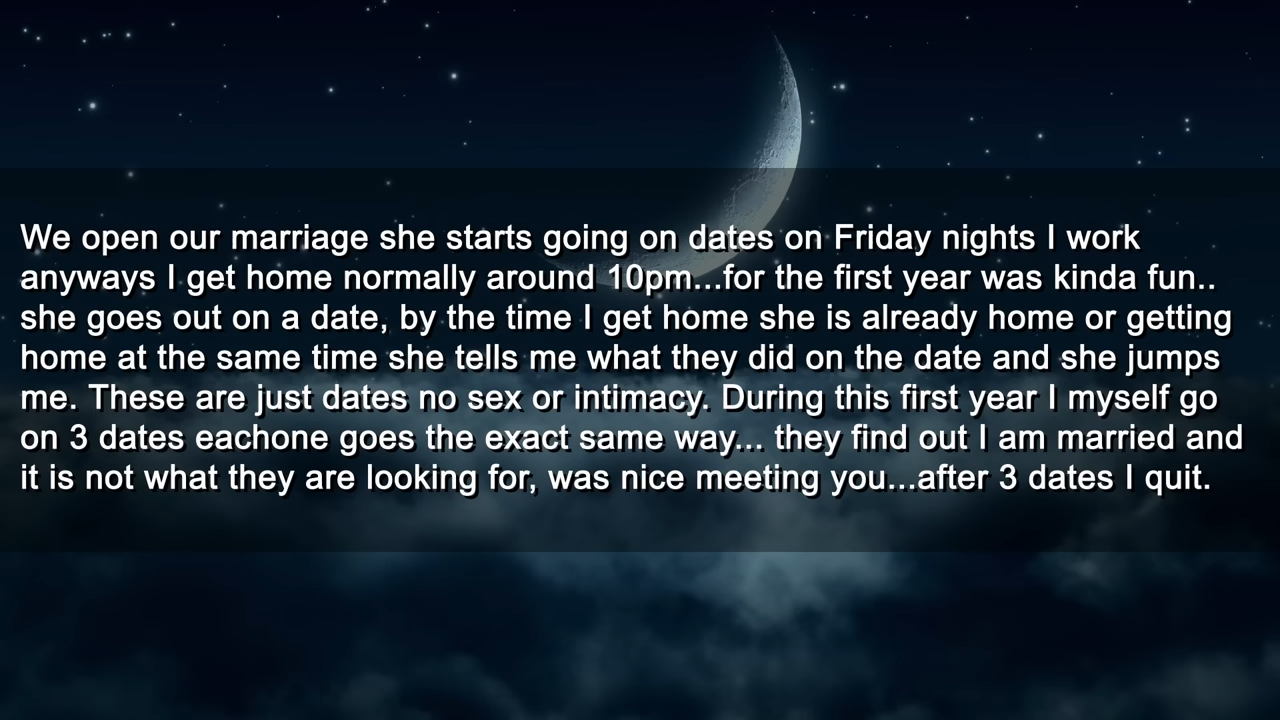 We open our marriage she starts going on dates on Friday nights I work
anyways I get home normally around 10pm...for the first year was kinda fun..
she goes out on a date, by the time I get home she is already home or getting
home at the same time she tells me what they did on the date and she jumps
me. These are just dates no sex or intimacy. During this first year I myself go
on 3 dates eachone goes the exact same way... they find out I am married and
it is not what they are looking for, was nice meeting you...after 3 dates I quit.